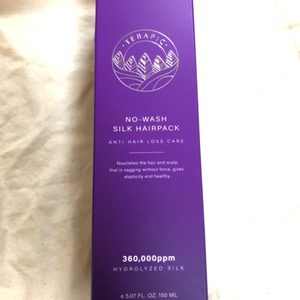 TERAPIC
NO-WASH
SILK HAIRPACK
ANTI HAIR LOSS CARE
Nourishes the hair and scalp
that is sagging without force, gives
elasticity and healthy.
360,000ppm
HYDROLYZED SILK
5.07 FL. OZ. 150 ML